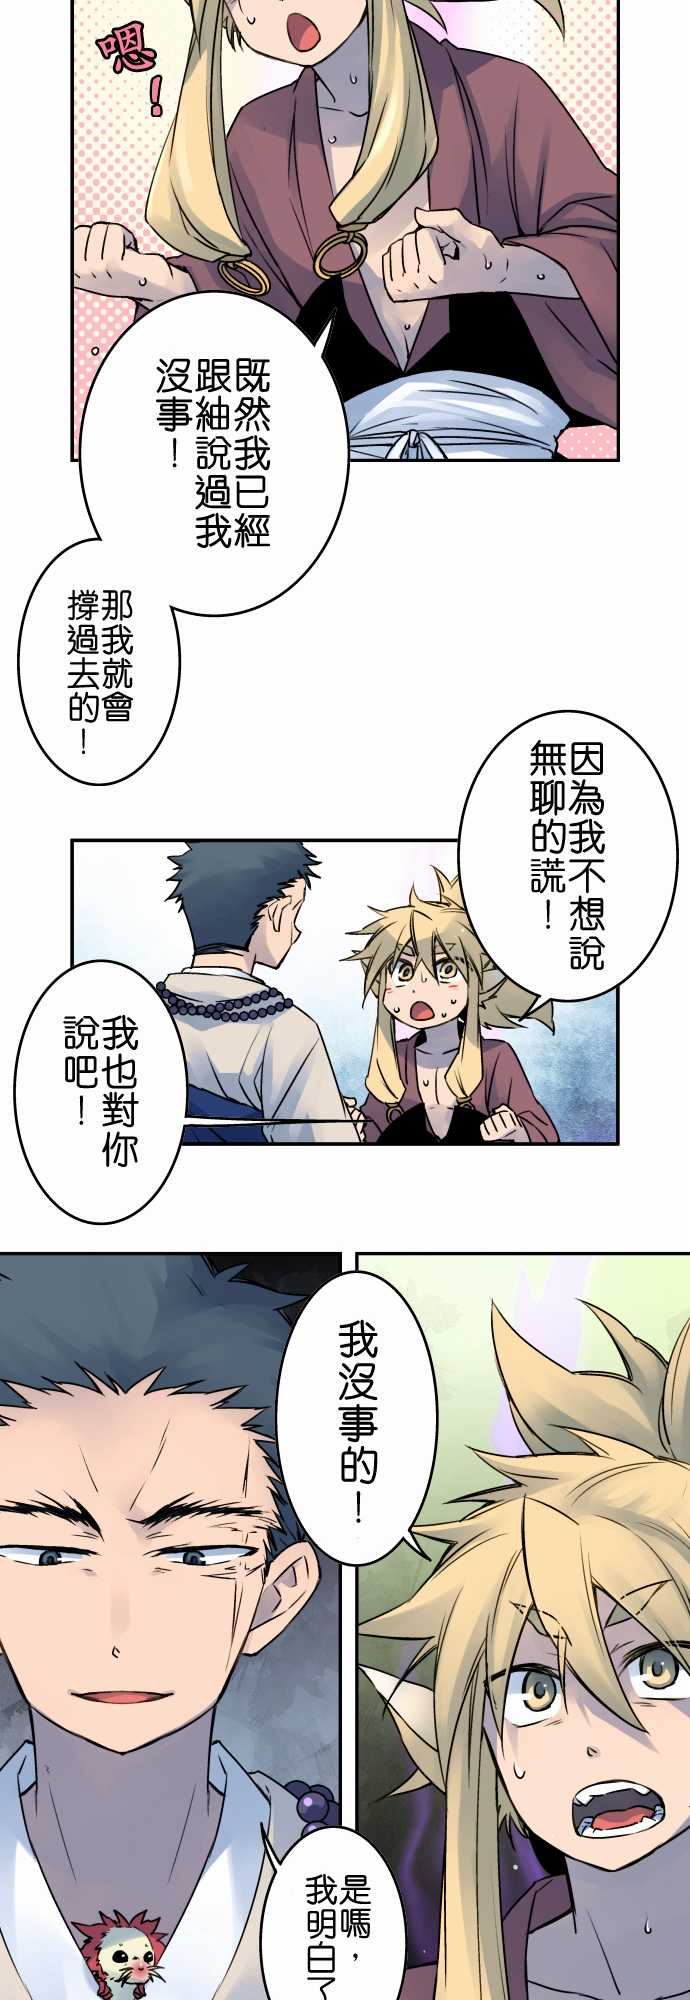 嗯！
既然我已經
跟紬說過我
沒事！
那我就會
撐過去的！
因為我不想說
無聊的謊！
我也對你
說吧！
我沒事的！
是嗎，
我明白了